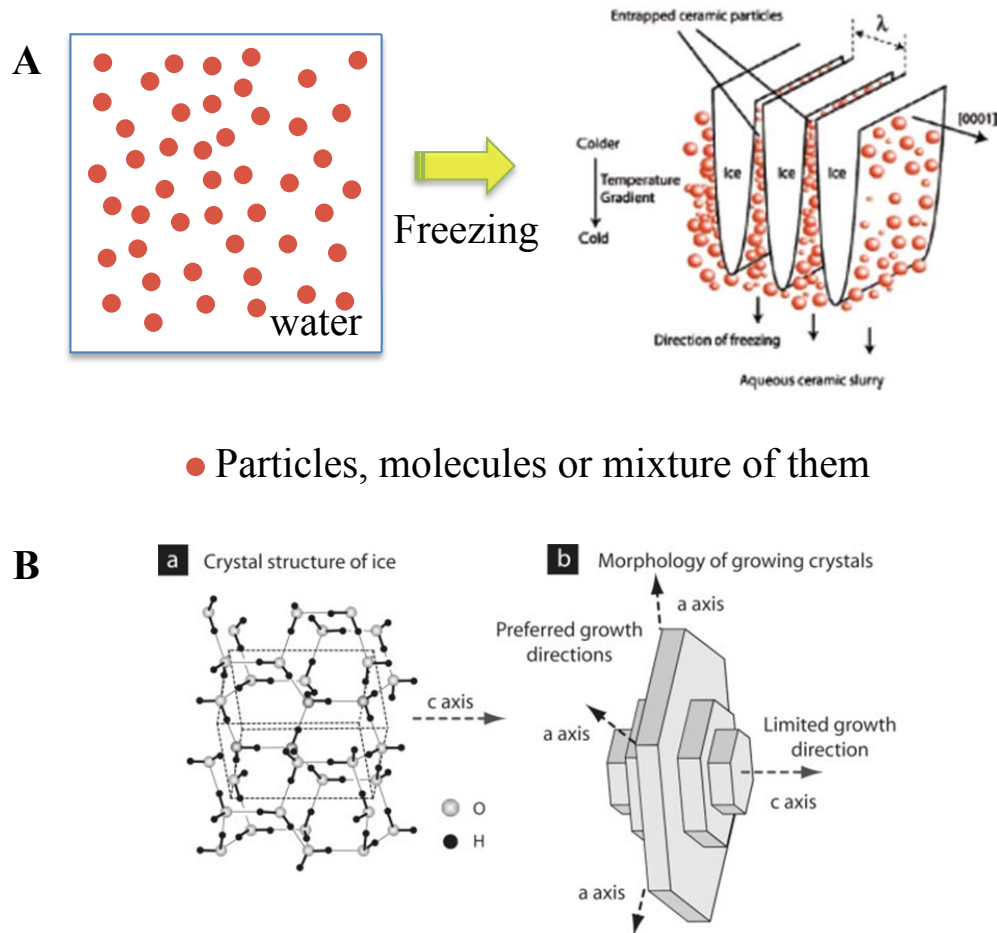 A
water
Freezing
Entrapped ceramic particles
λ
[0001]
Colder
Temperature
Gradient
Cold
Ice
Ice
Ice
Direction of freezing
Aqueous ceramic slurry
Particles, molecules or mixture of them
B
a Crystal structure of ice
c axis
O
H
b Morphology of growing crystals
a axis
Preferred growth
directions
a axis
Limited growth
direction
c axis
a axis